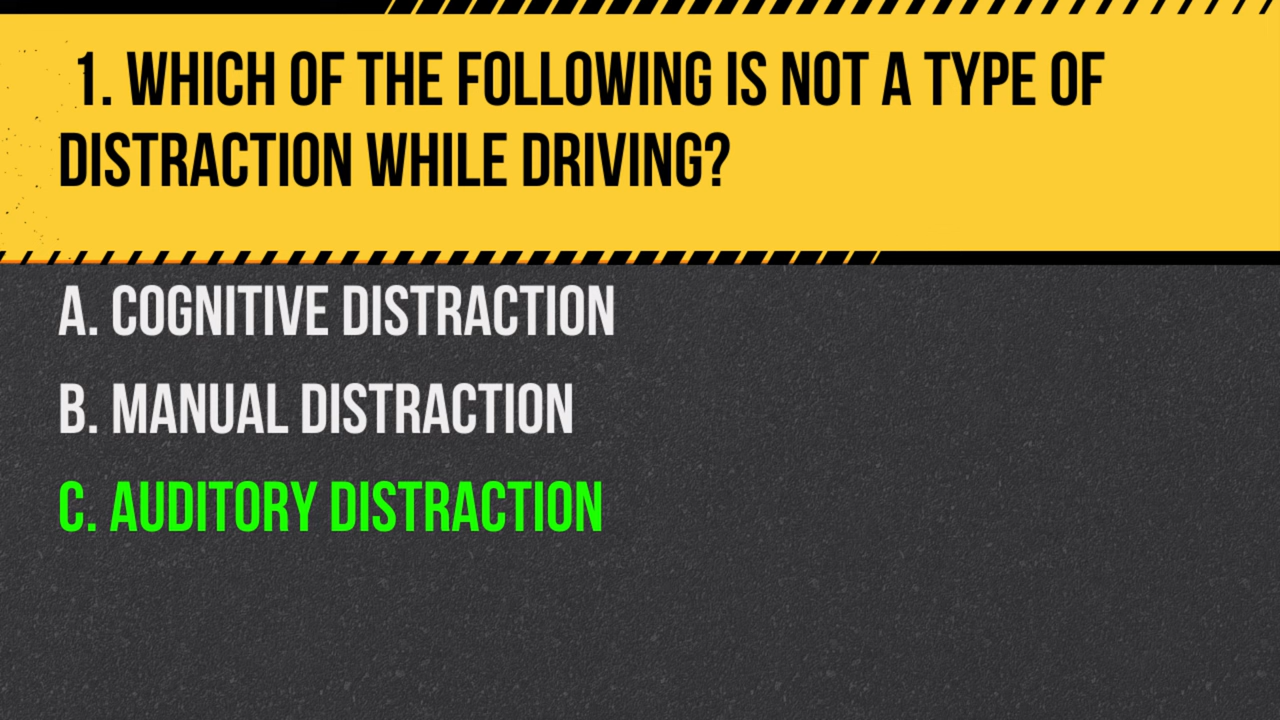 1. WHICH OF THE FOLLOWING IS NOT A TYPE OF
DISTRACTION WHILE DRIVING?
A. COGNITIVE DISTRACTION
B. MANUAL DISTRACTION
C. AUDITORY DISTRACTION